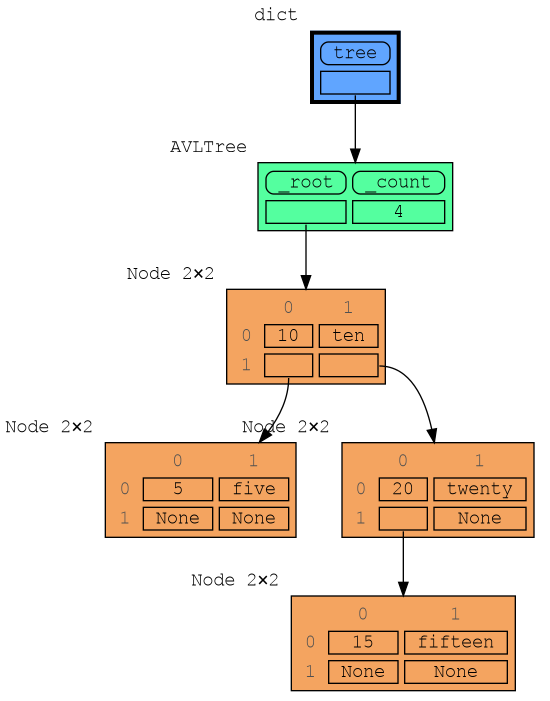 dict
tree
AVLTree
_root _count
4
Node 2×2
0 1
0 10 ten
1
Node 2×2
0 1
0 5 five
1 None None
Node 2×2
0 1
0 20 twenty
1 None
Node 2×2
0 1
0 15 fifteen
1 None None